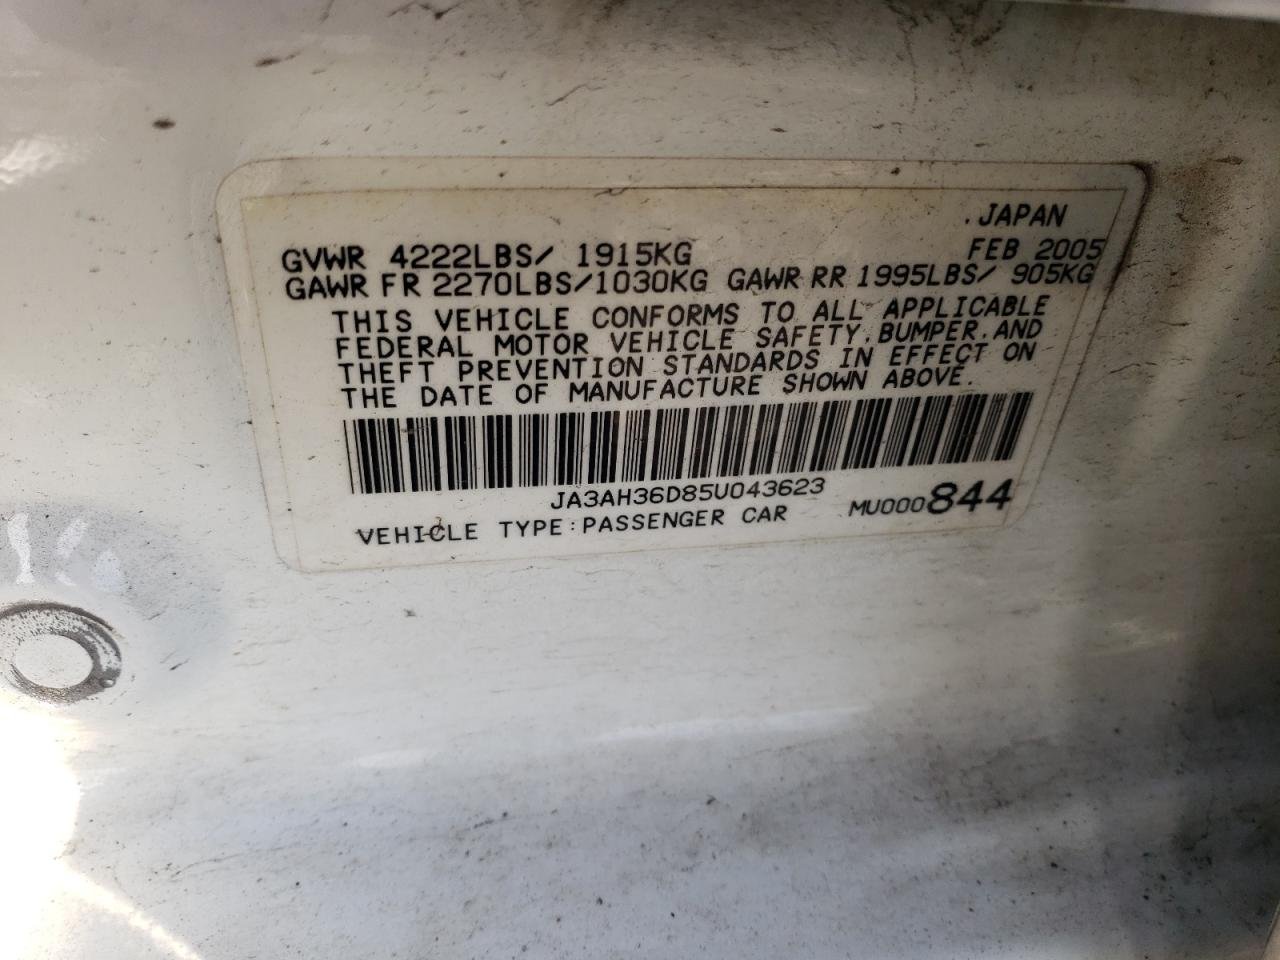 .JAPAN
GVWR 4222LBS/ 1915KG FEB 2005
GAWR FR 2270LBS/1030KG GAWR RR 1995LBS/ 905KG
THIS VEHICLE CONFORMS TO ALL APPLICABLE
FEDERAL MOTOR VEHICLE SAFETY,BUMPER,AND
THEFT PREVENTION STANDARDS IN EFFECT ON
THE DATE OF MANUFACTURE SHOWN ABOVE.
JA3AH36D85U043623
VEHICLE TYPE:PASSENGER CAR MU000844